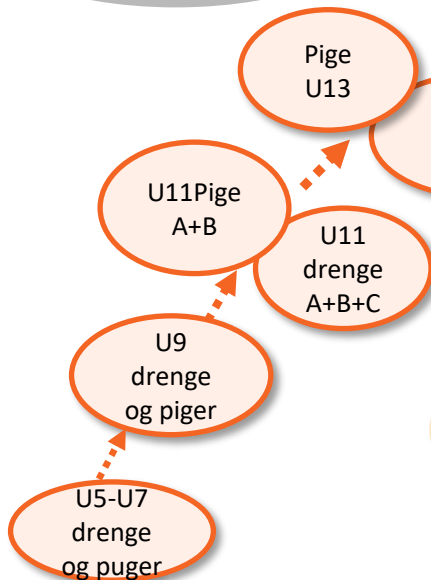 Pige
U13
U11Pige
A+B
U11
drenge
A+B+C
U9
drenge
og piger
U5-U7
drenge
og puger